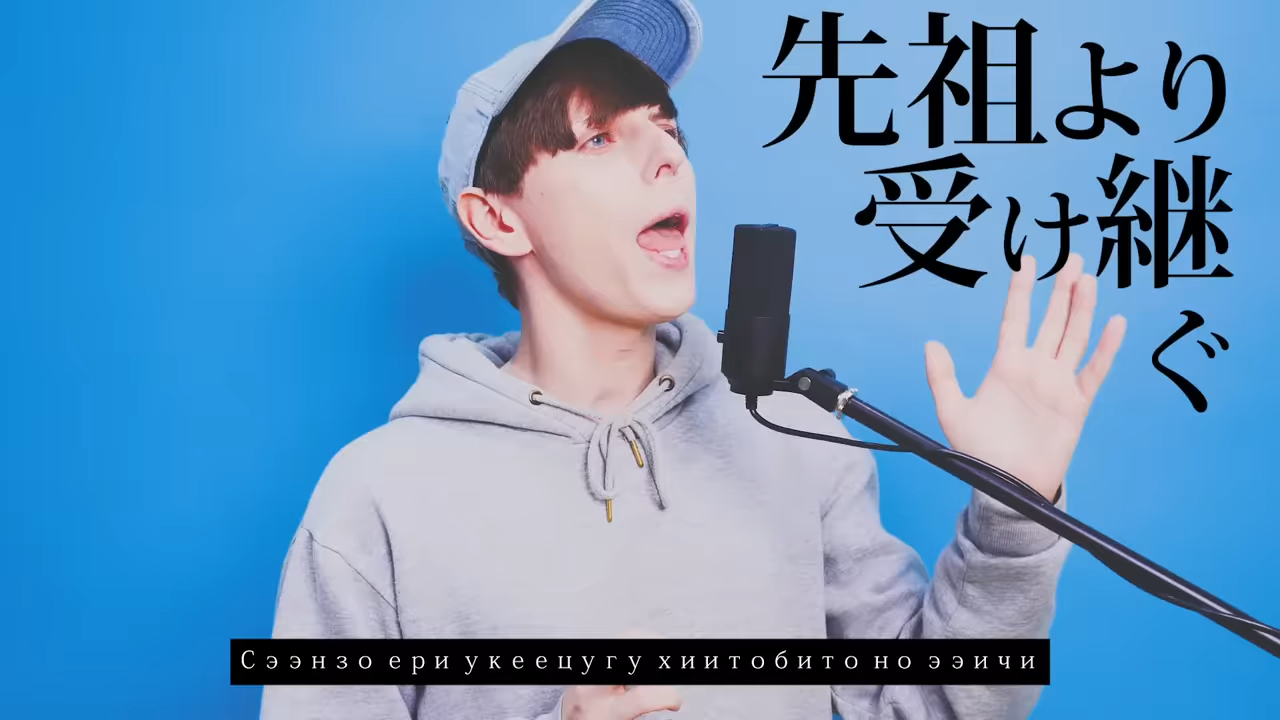 先祖より
受け継
ぐ
Сээнзо ери укеецугу хиитобито но ээичи